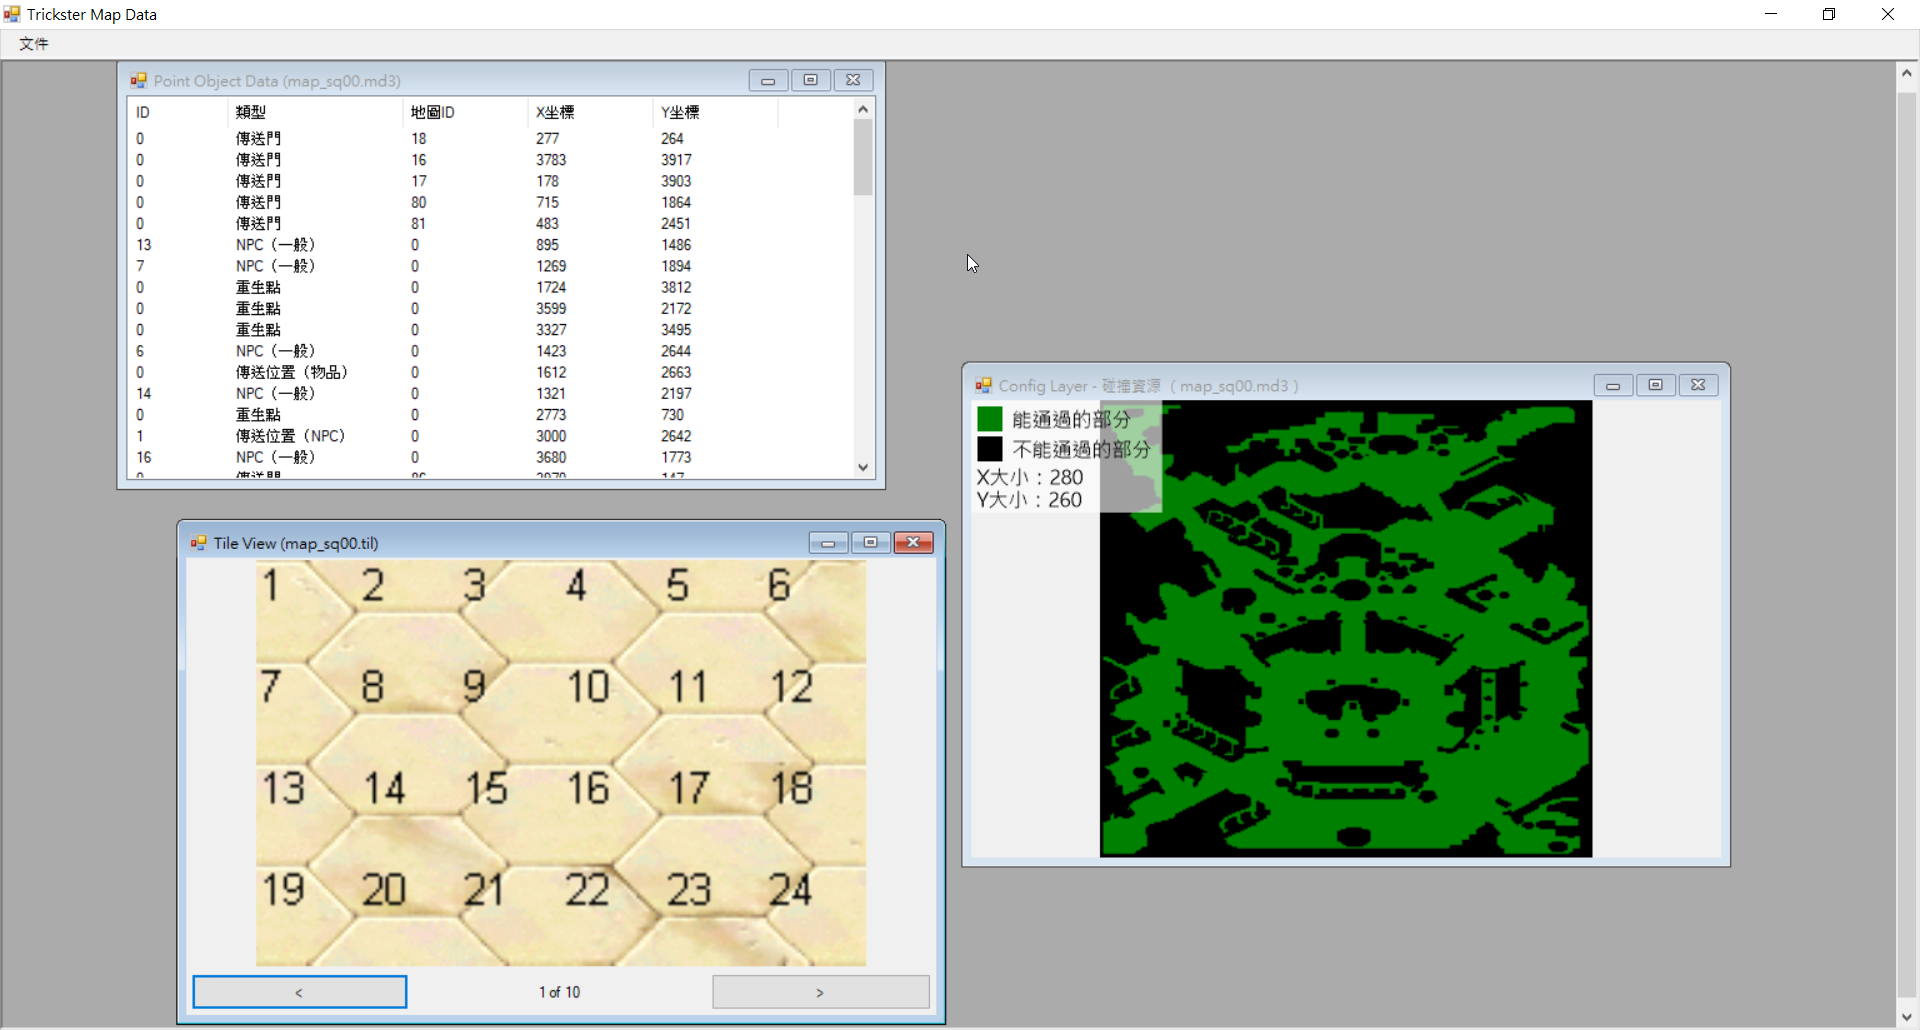 Trickster Map Data
文件
Point Object Data (map_sq00.md3)
ID 類型 地圖ID X坐標 Y坐標
0 傳送門 18 277 264
0 傳送門 16 3783 3917
0 傳送門 17 178 3903
0 傳送門 80 715 1864
0 傳送門 81 483 2451
13 NPC（一般） 0 895 1486
7 NPC（一般） 0 1269 1894
0 重生點 0 1724 3812
0 重生點 0 3599 2172
0 重生點 0 3327 3495
6 NPC（一般） 0 1423 2644
0 傳送位置（物品） 0 1612 2663
14 NPC（一般） 0 1321 2197
0 重生點 0 2773 730
1 傳送位置（NPC） 0 3000 2642
16 NPC（一般） 0 3680 1773
Config Layer - 碰撞資源（map_sq00.md3）
能通過的部分
不能通過的部分
X大小：280
Y大小：260
Tile View (map_sq00.til)
1 2 3 4 5 6
7 8 9 10 11 12
13 14 15 16 17 18
19 20 21 22 23 24
< 1 of 10 >